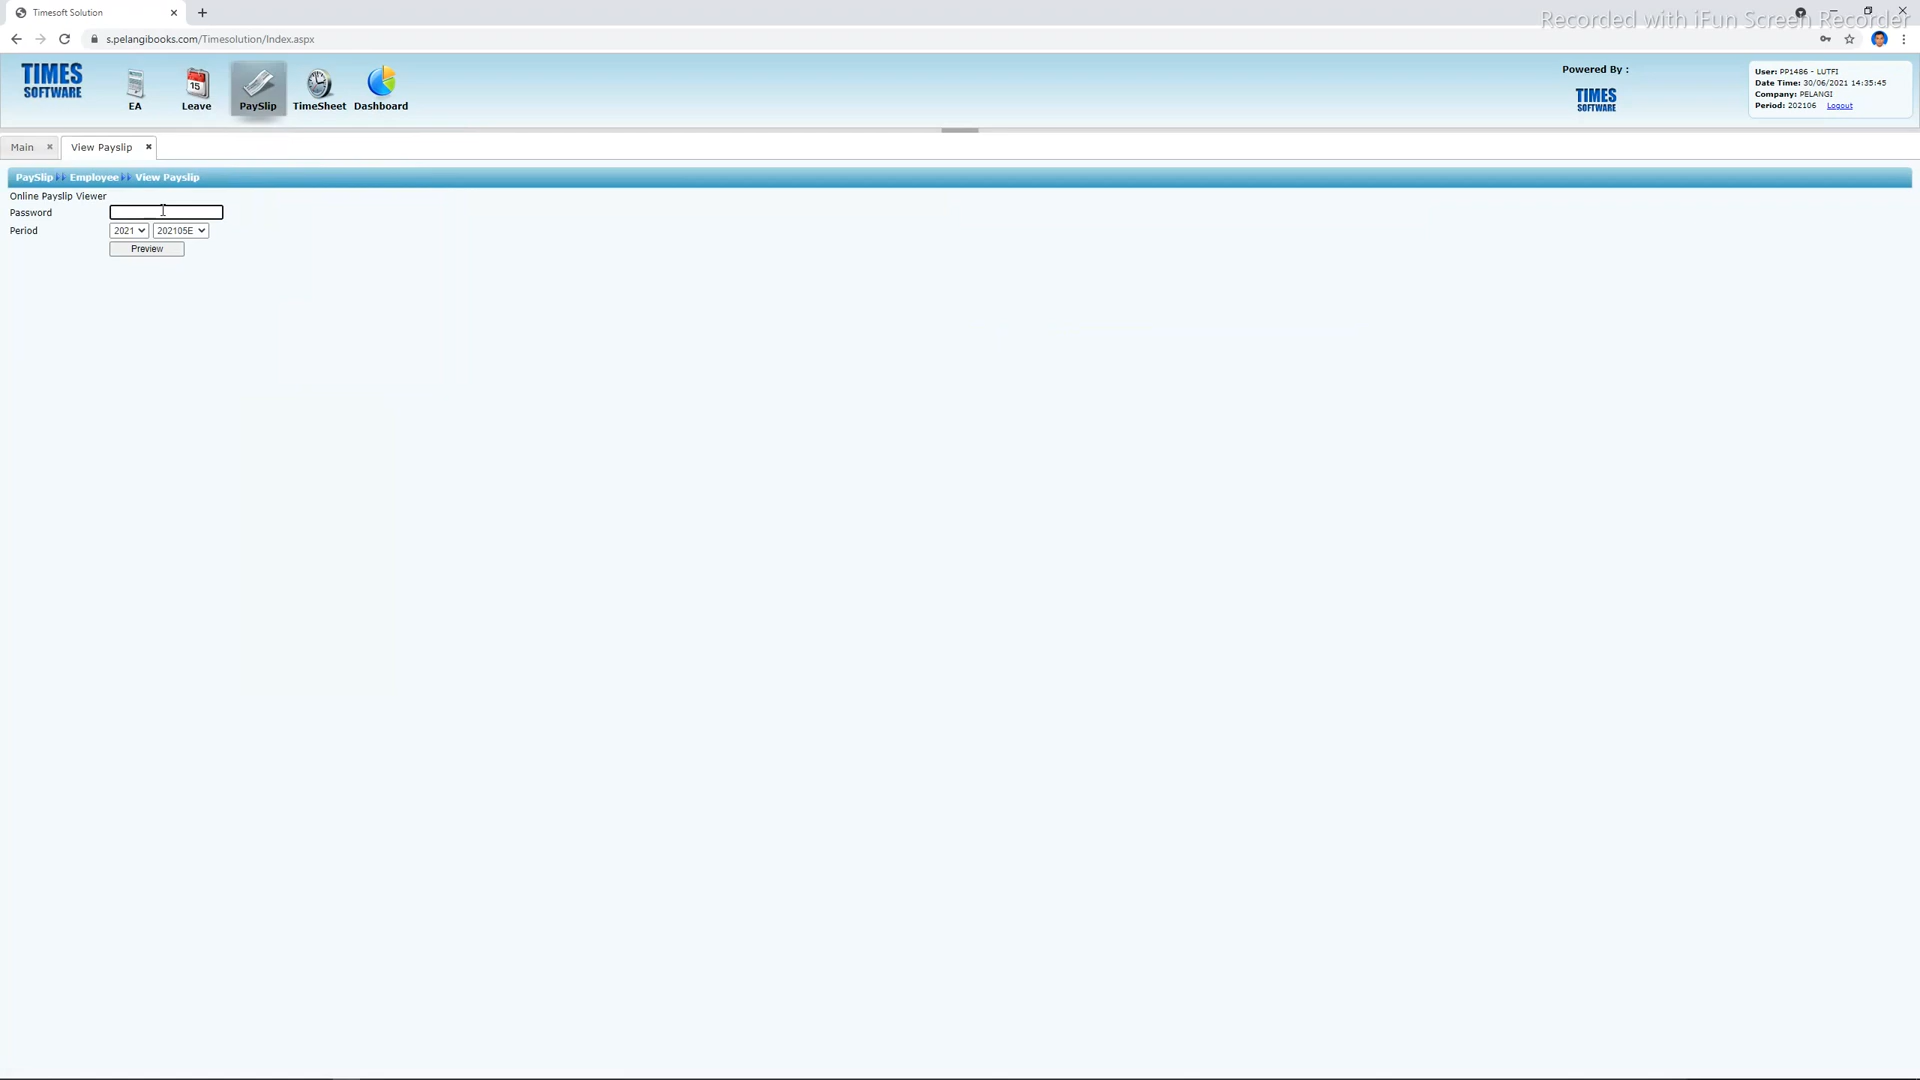 Timesoft Solution
Recorded with iFun Screen Recorder
s.pelangibooks.com/Timesolution/Index.aspx
TIMES
SOFTWARE
EA
15
Leave
PaySlip
TimeSheet
Dashboard
Powered By :
TIMES
SOFTWARE
User: PP1486 - LUTFI
Date Time: 30/06/2021 14:35:45
Company: PELANGI
Period: 202106 Logout
Main
View Payslip
PaySlip Employee View Payslip
Online Payslip Viewer
Password
Period 2021 202105E
Preview